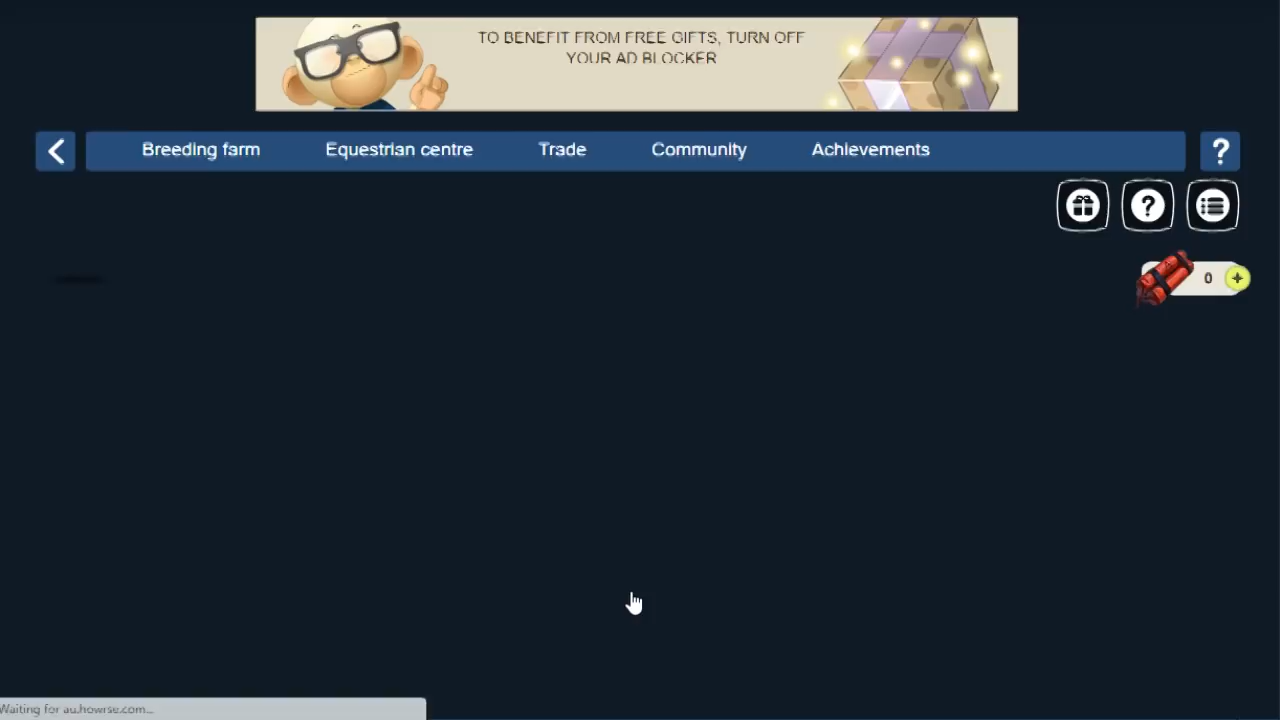 TO BENEFIT FROM FREE GIFTS, TURN OFF
YOUR AD BLOCKER
Breeding farm Equestrian centre Trade Community Achievements ?
?
0 +
Waiting for au.howrse.com...